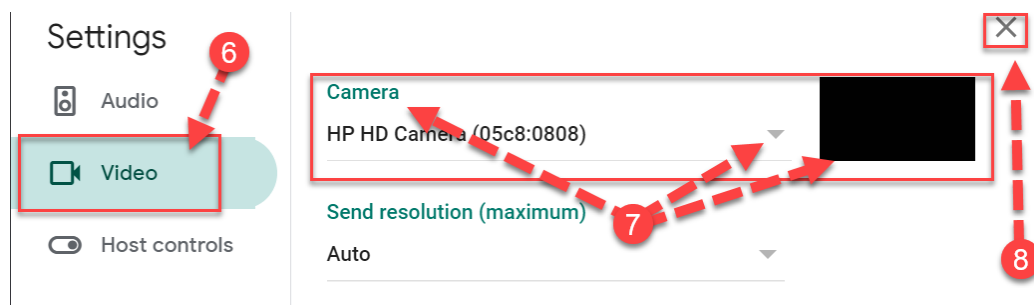 Settings
6
Audio
Video
Host controls
Camera
HP HD Camera (05c8:0808)
Send resolution (maximum)
7
Auto
8